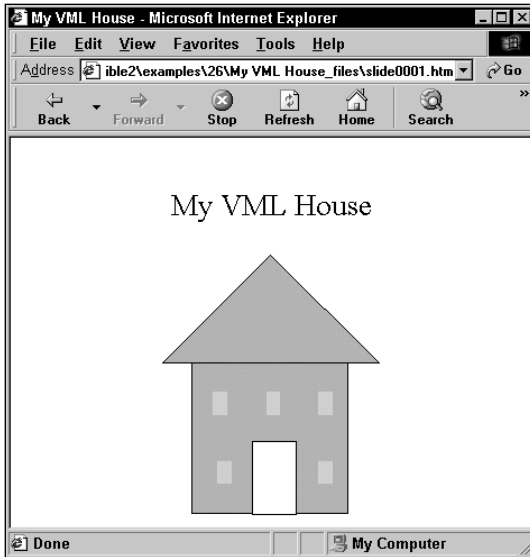 My VML House - Microsoft Internet Explorer
File Edit View Favorites Tools Help
Address ible2\examples\26\My VML House_files\slide0001.htm Go
Back Forward Stop Refresh Home Search »
My VML House
Done My Computer